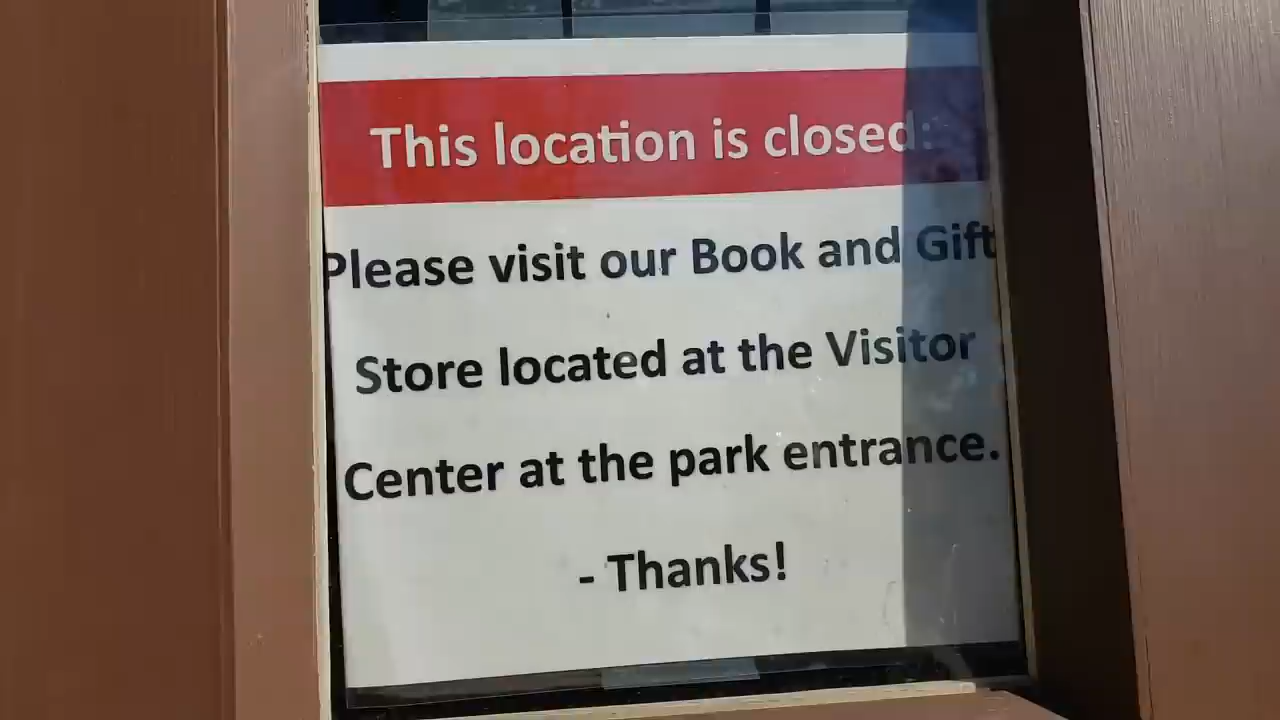 This location is closed:
Please visit our Book and Gift
Store located at the Visitor
Center at the park entrance.
- Thanks!